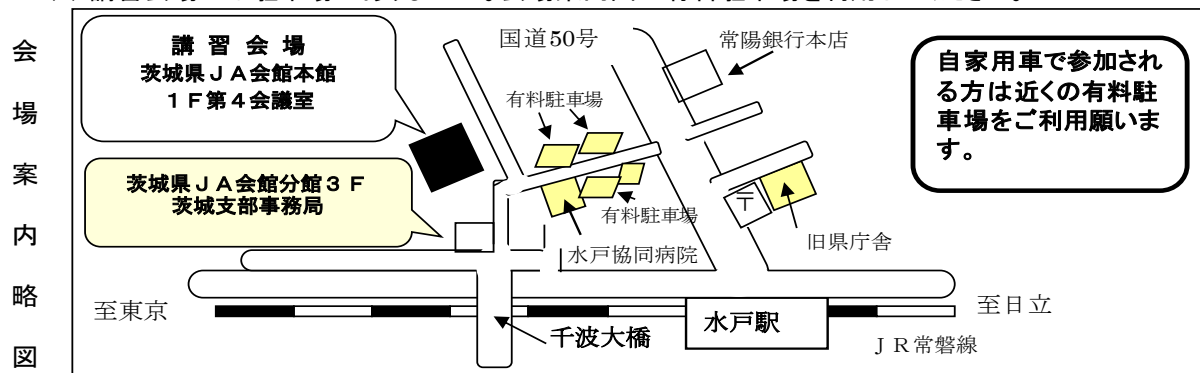 会場案内略図
講習会場
茨城県ＪＡ会館本館
１Ｆ第４会議室
茨城県ＪＡ会館分館３Ｆ
茨城支部事務局
国道50号
有料駐車場
常陽銀行本店
自家用車で参加され
る方は近くの有料駐
車場をご利用願いま
す。
有料駐車場
〒
水戸協同病院
旧県庁舎
至東京
千波大橋
水戸駅
至日立
ＪＲ常磐線